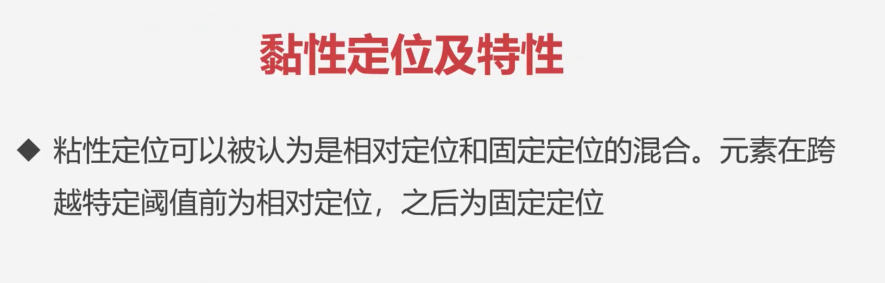 黏性定位及特性
◆ 粘性定位可以被认为是相对定位和固定定位的混合。元素在跨
越特定阈值前为相对定位，之后为固定定位